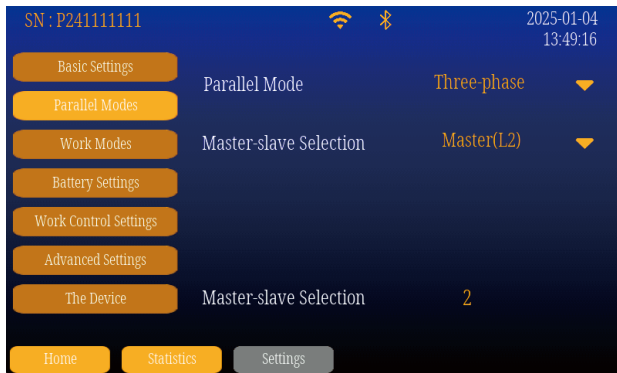 SN : P241111111
2025-01-04
13:49:16
Basic Settings
Parallel Modes
Work Modes
Battery Settings
Work Control Settings
Advanced Settings
The Device
Parallel Mode
Three-phase
Master-slave Selection
Master(L2)
Master-slave Selection
2
Home
Statistics
Settings